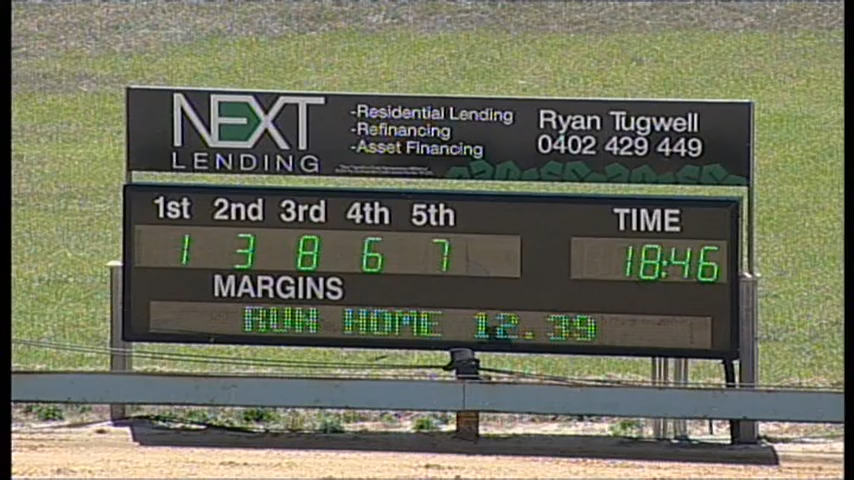 NEXT
LENDING
-Residential Lending
-Refinancing
-Asset Financing
Ryan Tugwell
0402 429 449
1st 2nd 3rd 4th 5th TIME
1 3 8 6 7 18:46
MARGINS
RUN HOME 12.39